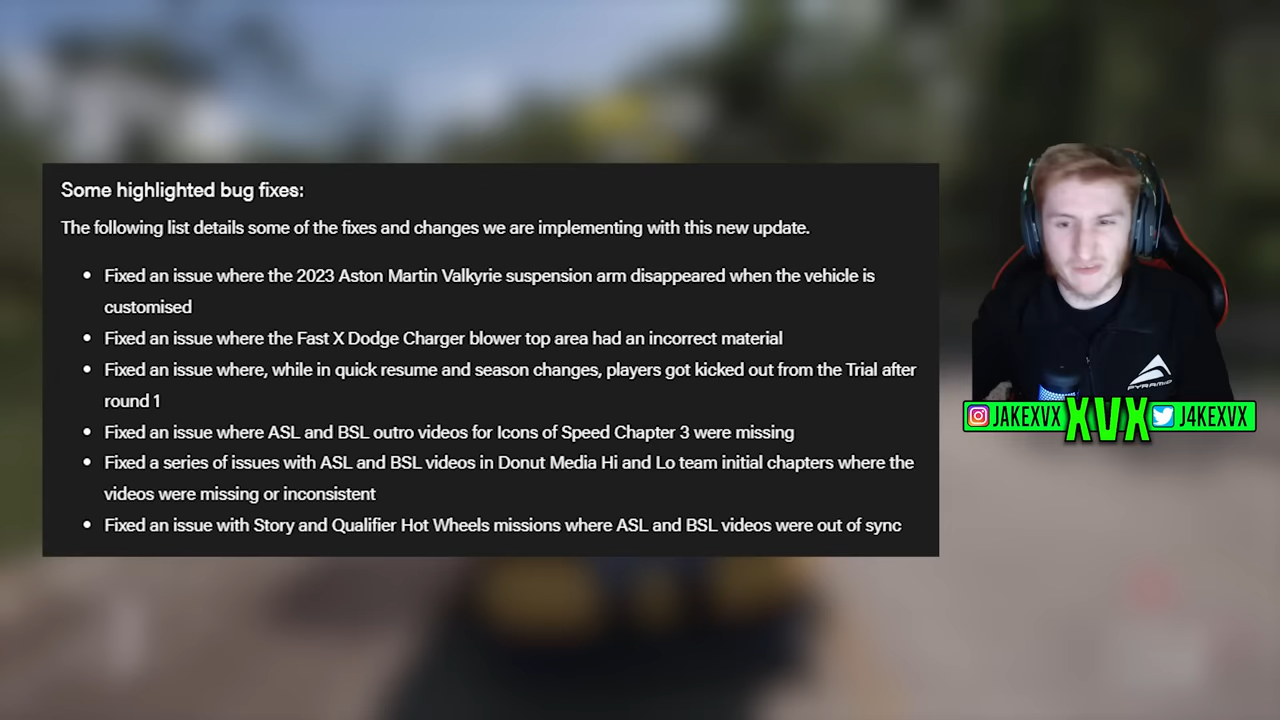 Some highlighted bug fixes:
The following list details some of the fixes and changes we are implementing with this new update.
• Fixed an issue where the 2023 Aston Martin Valkyrie suspension arm disappeared when the vehicle is
customised
• Fixed an issue where the Fast X Dodge Charger blower top area had an incorrect material
• Fixed an issue where, while in quick resume and season changes, players got kicked out from the Trial after
round 1
• Fixed an issue where ASL and BSL outro videos for Icons of Speed Chapter 3 were missing
• Fixed a series of issues with ASL and BSL videos in Donut Media Hi and Lo team initial chapters where the
videos were missing or inconsistent
• Fixed an issue with Story and Qualifier Hot Wheels missions where ASL and BSL videos were out of sync
PYRAMID
JAKEXVX XVX J4KEXVX